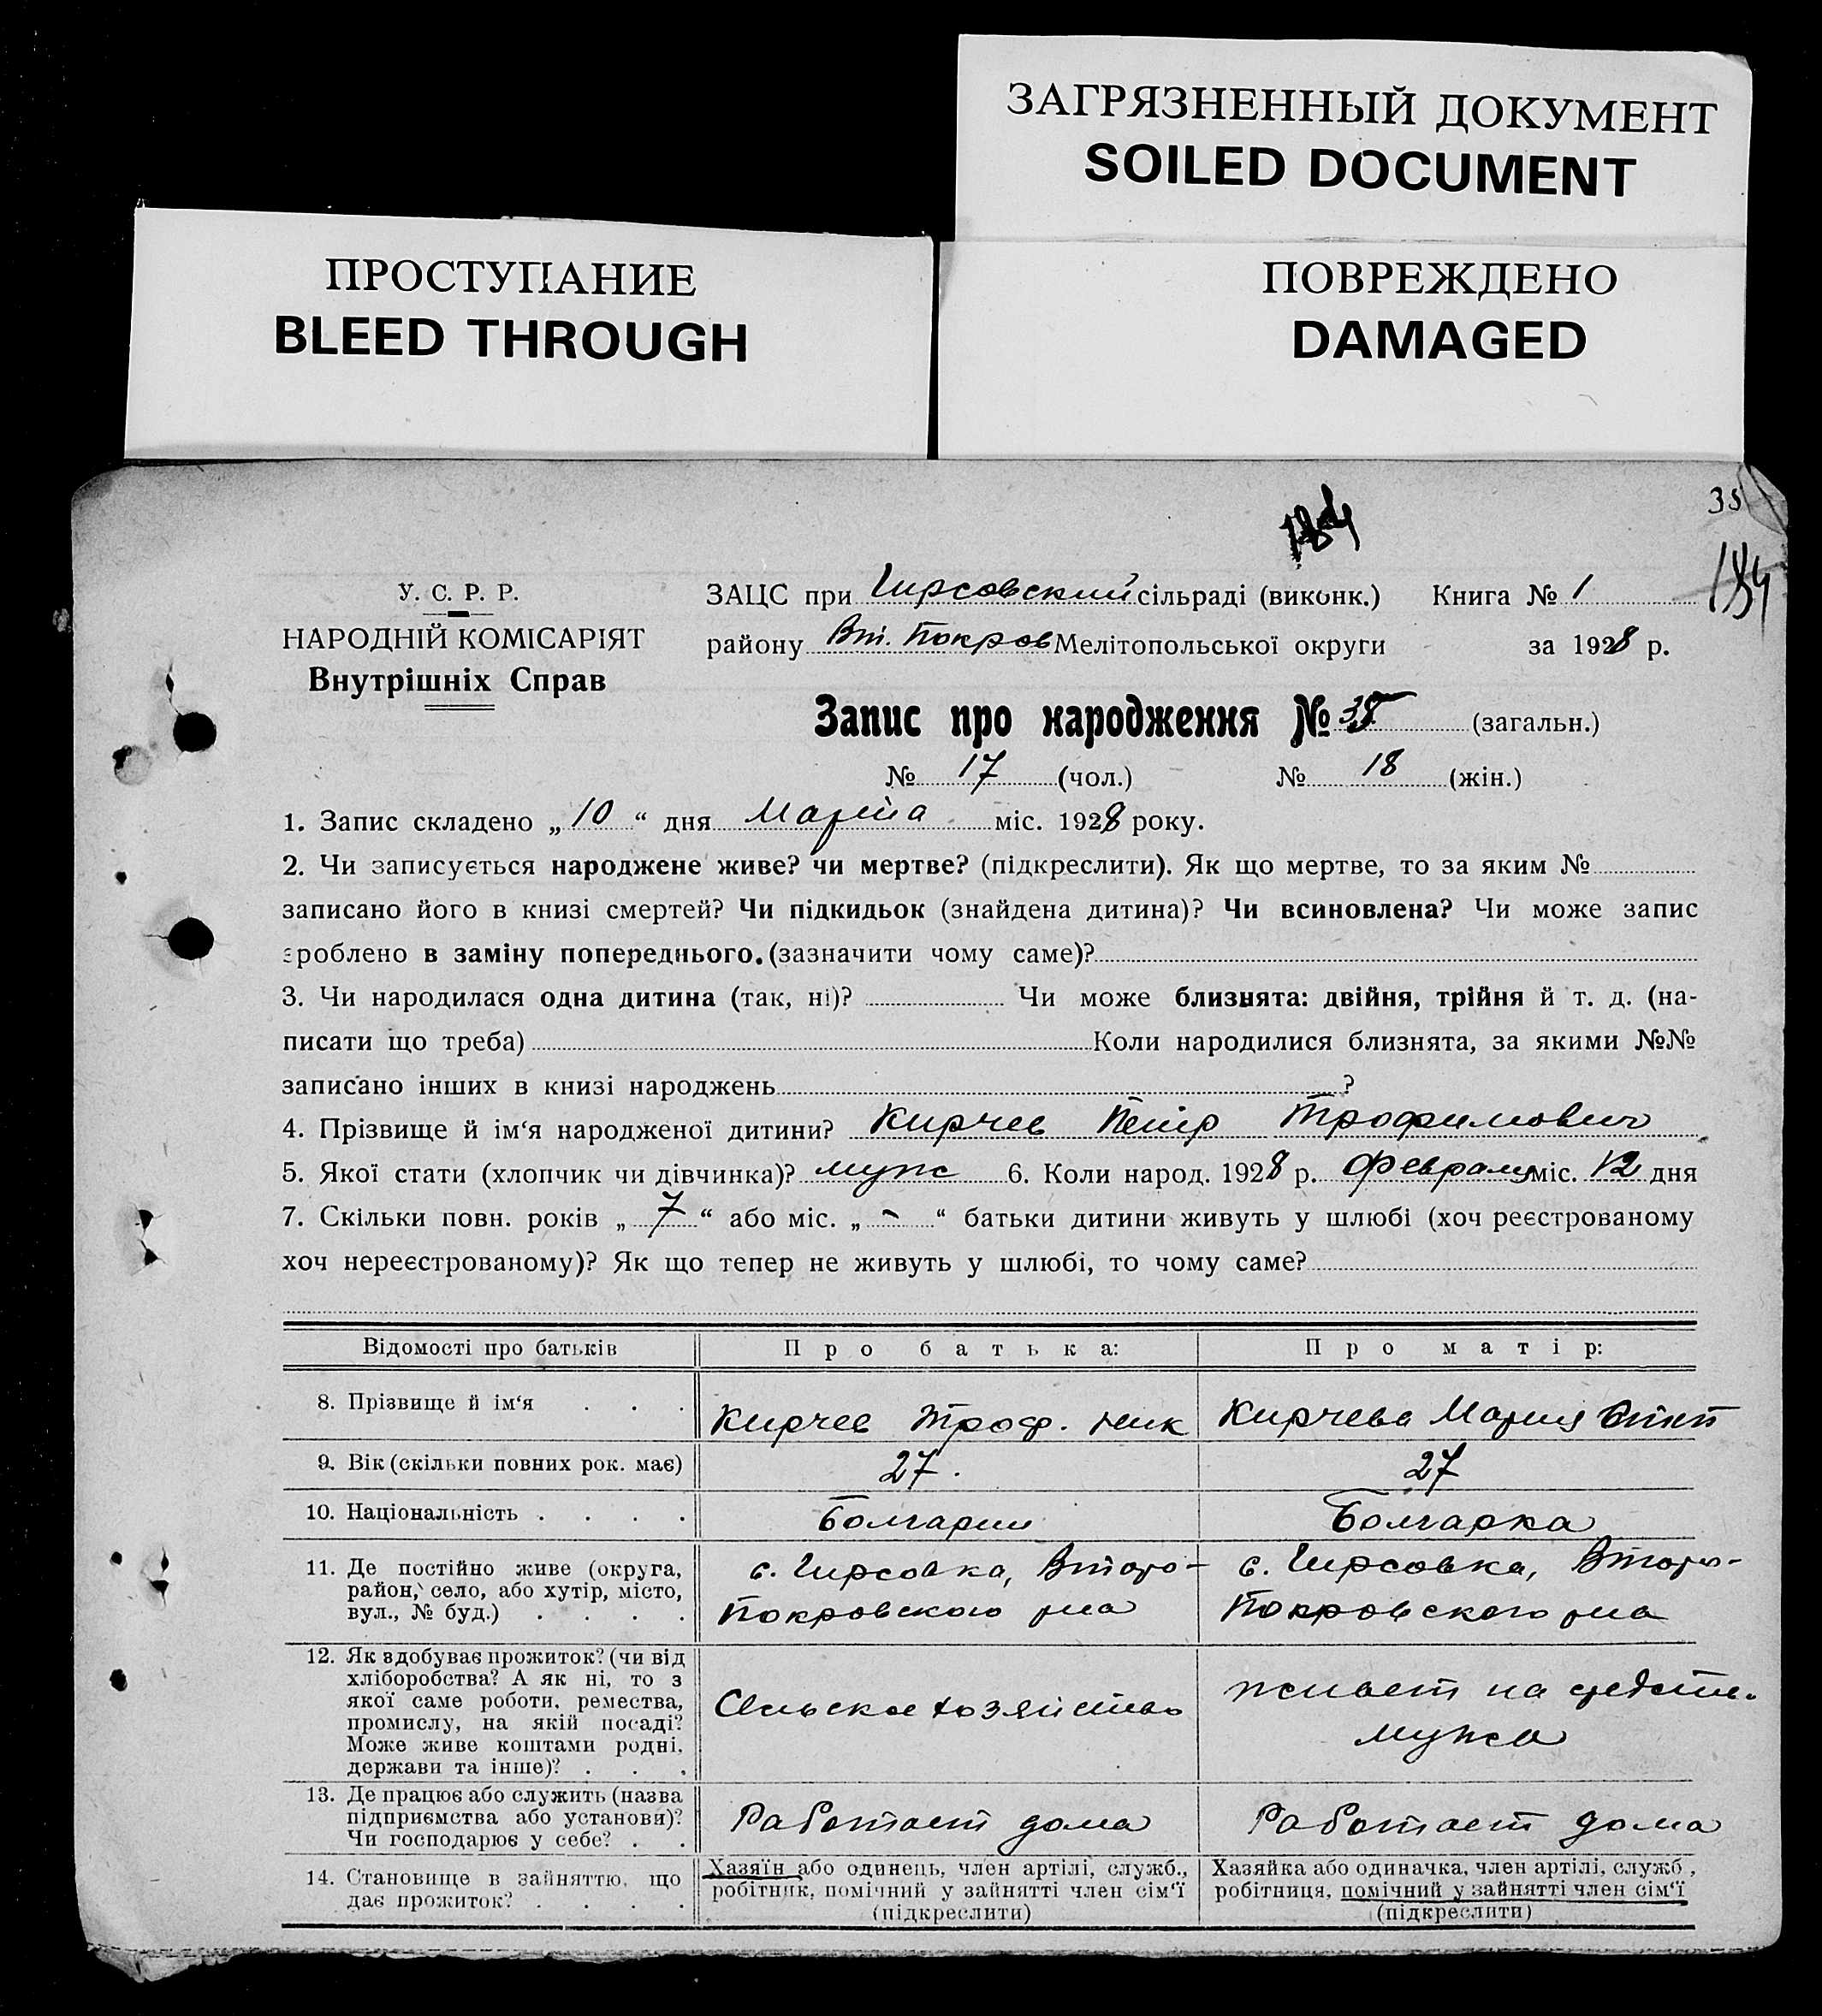 ЗАГРЯЗНЕННЫЙ ДОКУМЕНТ
SOILED DOCUMENT
ПРОСТУПАНИЕ
BLEED THROUGH
ПОВРЕЖДЕНО
DAMAGED
35
184
184
У. С. Р. Р.
НАРОДНІЙ КОМІСАРІЯТ
Внутрішніх Справ
ЗАЦС при Гирсовский сільраді (виконк.) Книга № 1
району Вт. Покров Мелітопольської округи за 1928 р.
Запис про народження № 35 (загальн.)
№ 17 (чол.) № 18 (жін.)
1. Запис складено „ 10 “ дня Марта міс. 1928 року.
2. Чи записується народжене живе? чи мертве? (підкреслити). Як що мертве, то за яким №
записано його в книзі смертей? Чи підкидьок (знайдена дитина)? Чи всиновлена? Чи може запис
зроблено в заміну попереднього. (зазначити чому саме)?
3. Чи народилася одна дитина (так, ні)? Чи може близнята: двійня, трійня й т. д. (на-
писати що треба) Коли народилися близнята, за якими №№
записано інших в книзі народжень ?
4. Прізвище й ім‘я народженої дитини? Кирчев Петр Трофимович
5. Якої стати (хлопчик чи дівчинка)? муж 6. Коли народ. 1928 р. Февраля міс. 12 дня
7. Скільки повн. років „ 7 “ або міс. „ - “ батьки дитини живуть у шлюбі (хоч реєстрованому
хоч нереєстрованому)? Як що тепер не живуть у шлюбі, то чому саме?
Відомості про батьків Про батька: Про матір:
8. Прізвище й ім‘я . . . Кирчев Троф. Ник Кирчева Мария
9. Вік (скільки повних рок. має) 27. 27
10. Національність . . . . Болгарин Болгарка
11. Де постійно живе (округа,
район, село, або хутір, місто,
вул., № буд.) . . . .
с. Гирсовка, Второ-
Покровского р-на
с. Гирсовка, Второ-
Покровского р-на
12. Як здобуває прожиток? (чи від
хліборобства? А як ні, то з
якої саме роботи, ремества,
промислу, на якій посаді?
Може живе коштами родні,
держави та інше)? . . .
Сельское хозяйство
живет на средств.
мужа
13. Де працює або служить (назва
підприємства або установи)?
Чи господарює у себе? . .
Работает дома
Работает дома
14. Становище в зайняттю, що
дає прожиток? . . . .
Хазяїн або одинець, член артілі, служб.,
робітник, помічний у зайнятті член сім‘ї
(підкреслити)
Хазяйка або одиначка, член артілі, служб ,
робітниця, помічний у зайнятті член сім‘ї
(підкреслити)